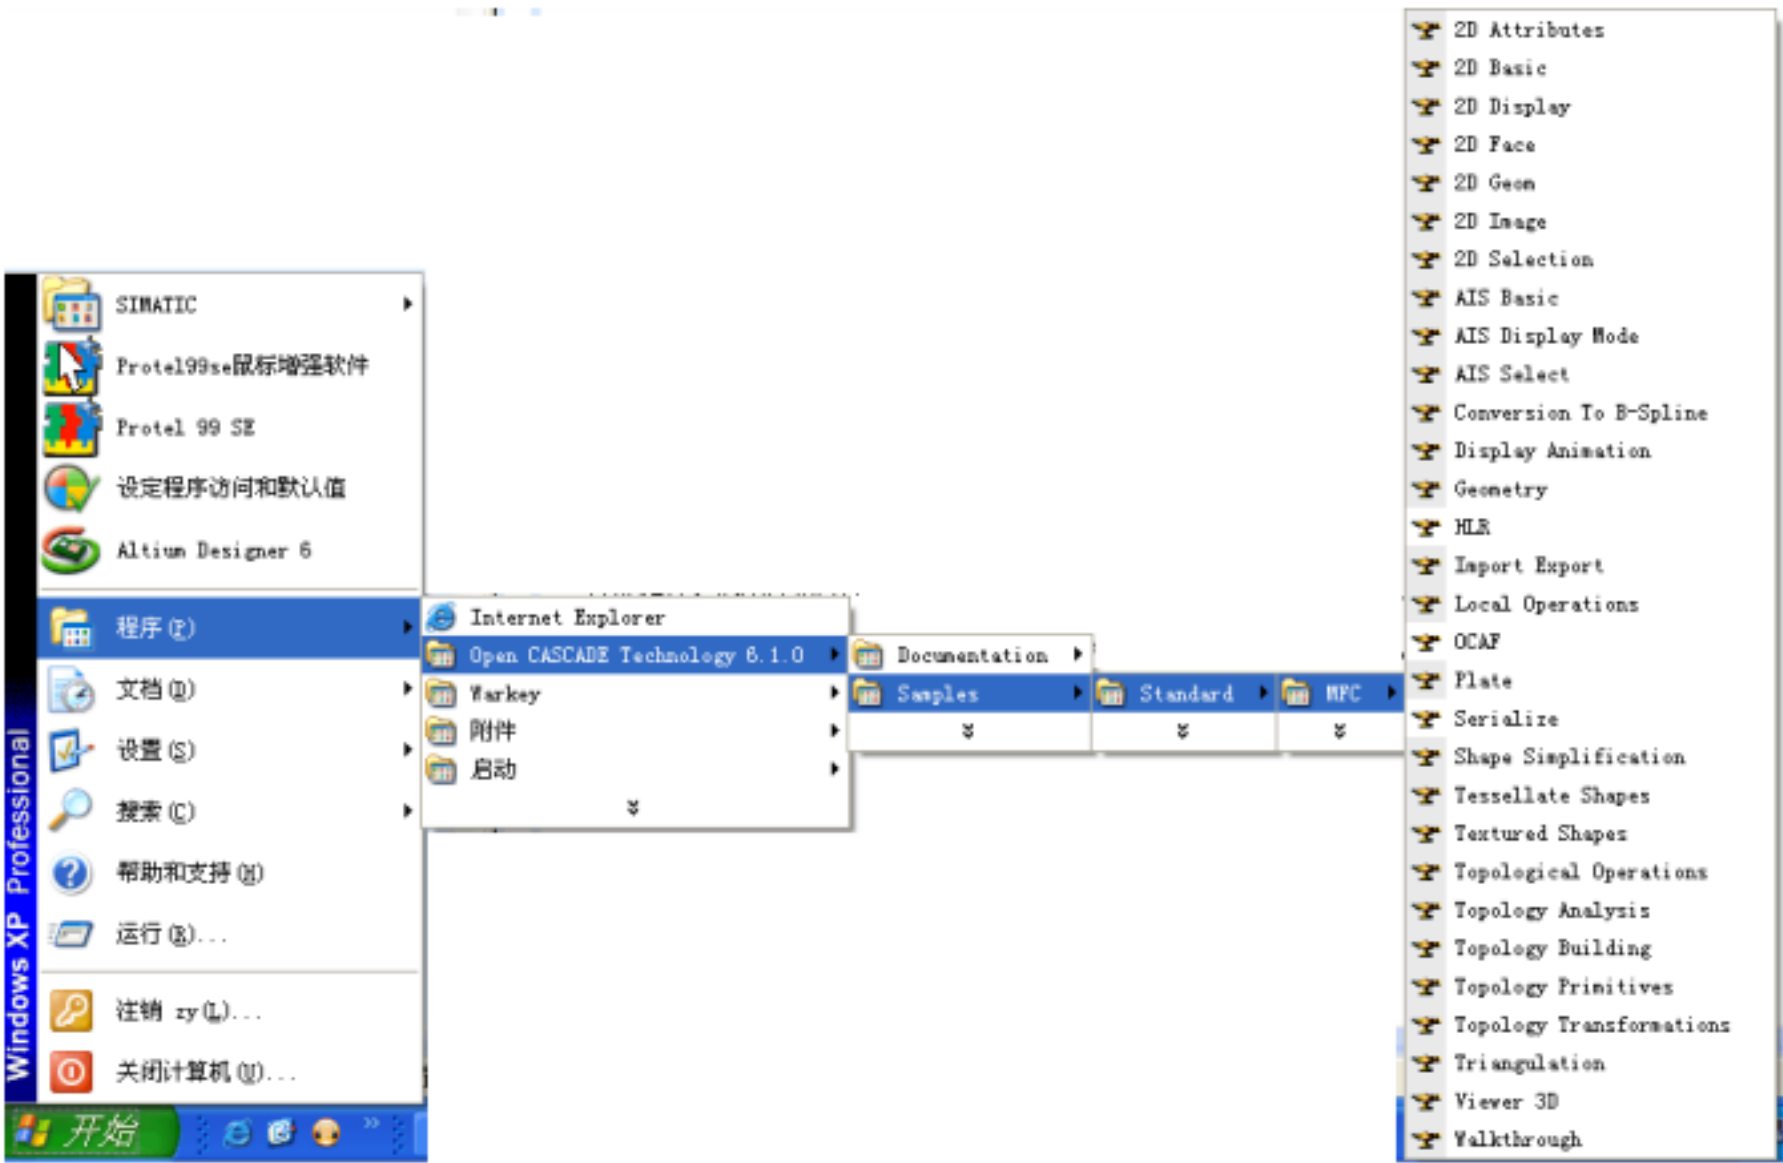 SIMATIC
Protel99se鼠标增强软件
Protel 99 SE
设定程序访问和默认值
Altium Designer 6
程序(P)
文档(D)
设置(S)
搜索(C)
帮助和支持(H)
运行(R)...
注销 zy(L)...
关闭计算机(U)...
Windows XP Professional
开始
Internet Explorer
Open CASCADE Technology 6.1.0
Warkey
附件
启动
Documentation
Samples
Standard
MFC
2D Attributes
2D Basic
2D Display
2D Face
2D Geom
2D Image
2D Selection
AIS Basic
AIS Display Mode
AIS Select
Conversion To B-Spline
Display Animation
Geometry
HLR
Import Export
Local Operations
OCAF
Plate
Serialize
Shape Simplification
Tessellate Shapes
Textured Shapes
Topological Operations
Topology Analysis
Topology Building
Topology Primitives
Topology Transformations
Triangulation
Viewer 3D
Walkthrough